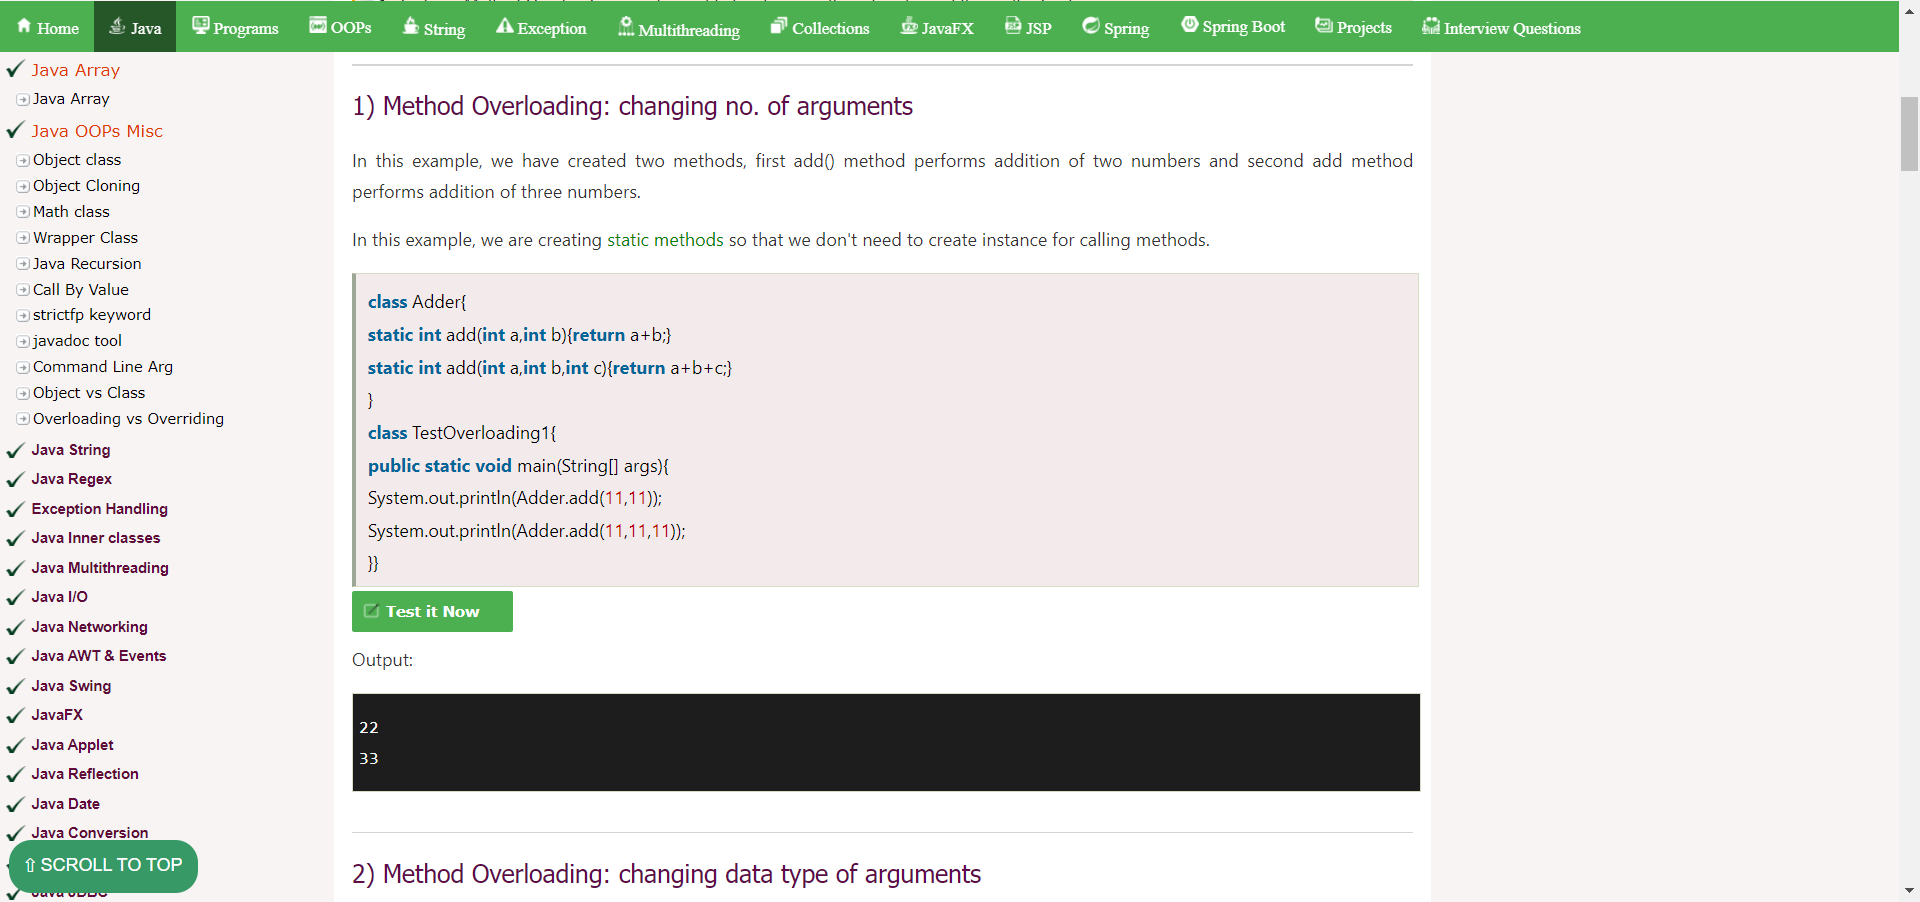 Home Java Programs OOPs String Exception Multithreading Collections JavaFX JSP Spring Spring Boot Projects Interview Questions
Java Array
Java Array
Java OOPs Misc
Object class
Object Cloning
Math class
Wrapper Class
Java Recursion
Call By Value
strictfp keyword
javadoc tool
Command Line Arg
Object vs Class
Overloading vs Overriding
Java String
Java Regex
Exception Handling
Java Inner classes
Java Multithreading
Java I/O
Java Networking
Java AWT & Events
Java Swing
JavaFX
Java Applet
Java Reflection
Java Date
Java Conversion
⇧ SCROLL TO TOP
1) Method Overloading: changing no. of arguments
In this example, we have created two methods, first add() method performs addition of two numbers and second add method
performs addition of three numbers.
In this example, we are creating static methods so that we don't need to create instance for calling methods.
class Adder{
static int add(int a,int b){return a+b;}
static int add(int a,int b,int c){return a+b+c;}
}
class TestOverloading1{
public static void main(String[] args){
System.out.println(Adder.add(11,11));
System.out.println(Adder.add(11,11,11));
}}
Test it Now
Output:
22
33
2) Method Overloading: changing data type of arguments